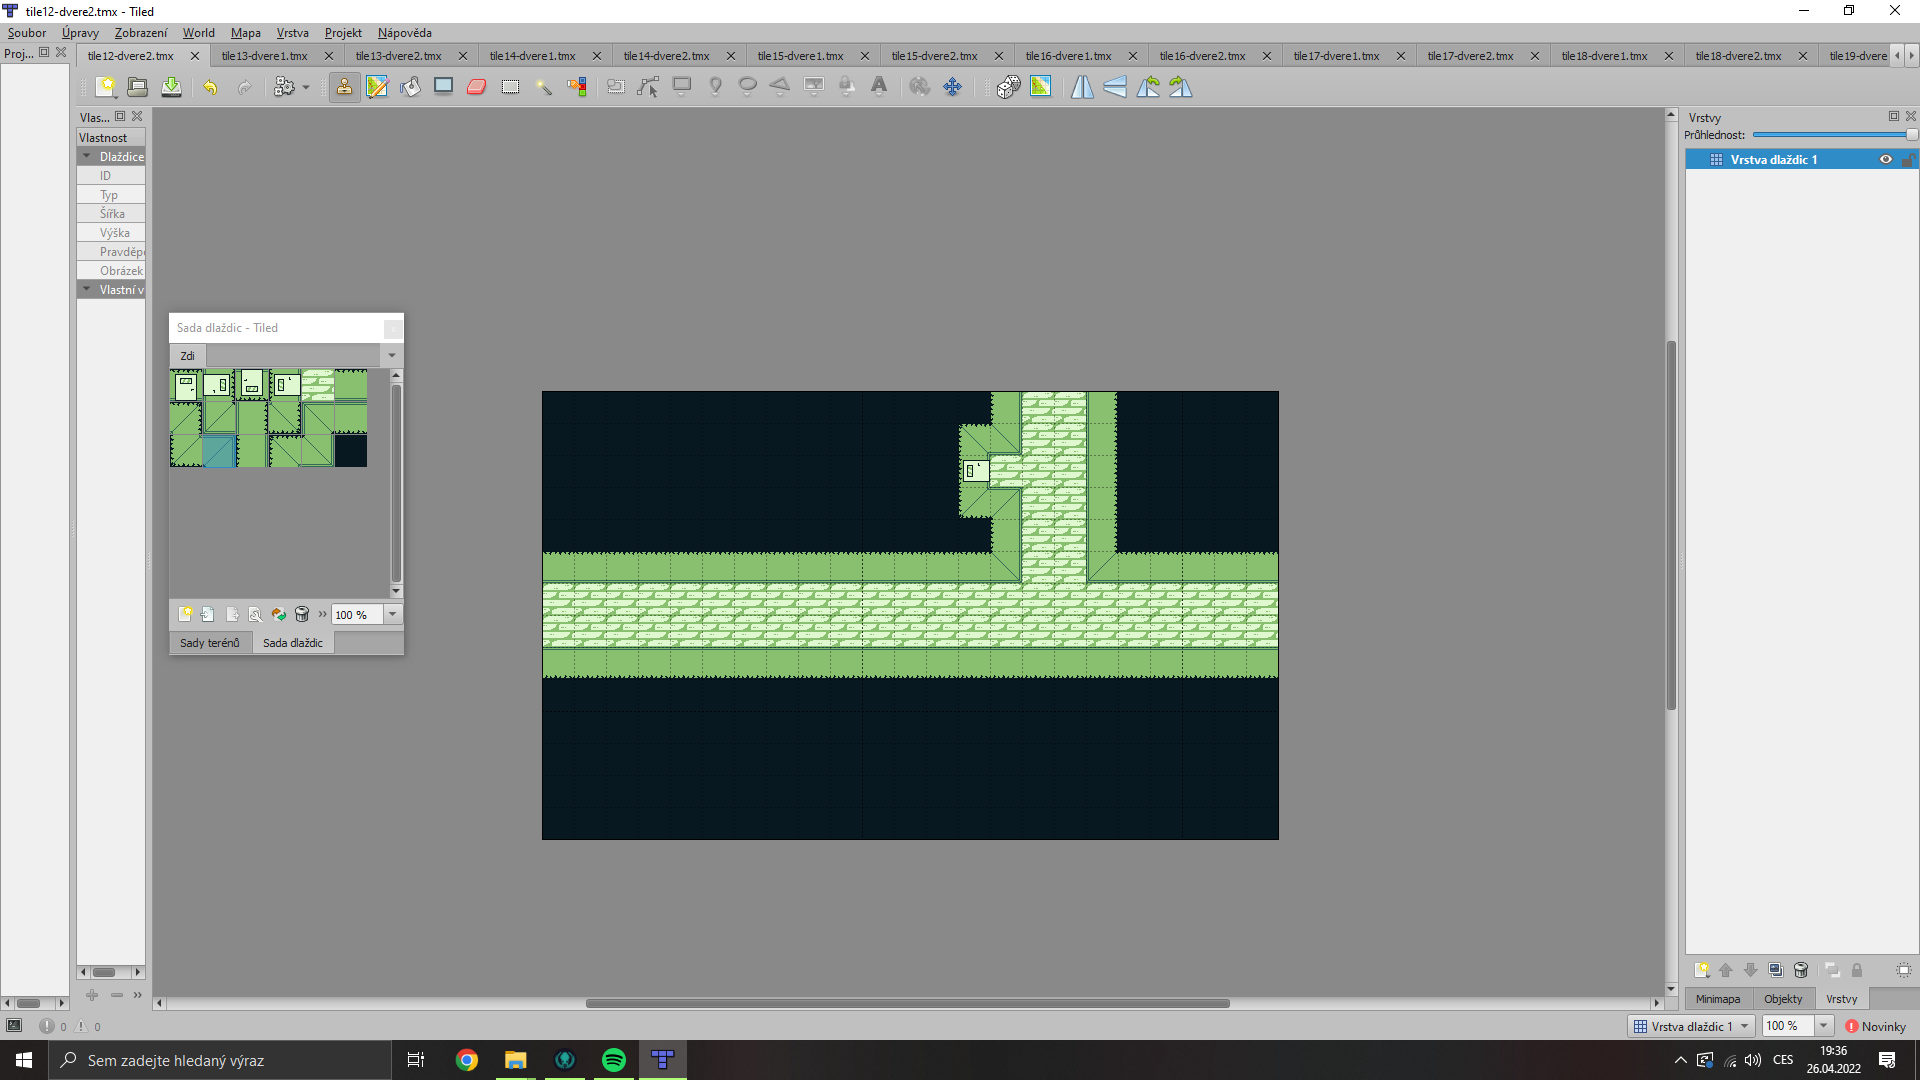 tile12-dvere2.tmx - Tiled
Soubor Úpravy Zobrazení World Mapa Vrstva Projekt Nápověda
Proj... tile12-dvere2.tmx tile13-dvere1.tmx tile13-dvere2.tmx tile14-dvere1.tmx tile14-dvere2.tmx tile15-dvere1.tmx tile15-dvere2.tmx tile16-dvere1.tmx tile16-dvere2.tmx tile17-dvere1.tmx tile17-dvere2.tmx tile18-dvere1.tmx tile18-dvere2.tmx tile19-dvere
Vlas...
Vlastnost
Dlaždice
ID
Typ
Šířka
Výška
Pravděpo
Obrázek
Vlastní v
Sada dlaždic - Tiled
Zdi
100 %
Sady terénů Sada dlaždic
Vrstvy
Průhlednost:
Vrstva dlaždic 1
Minimapa Objekty Vrstvy
0 0
Vrstva dlaždic 1 100 % Novinky
Sem zadejte hledaný výraz
CES
19:36
26.04.2022